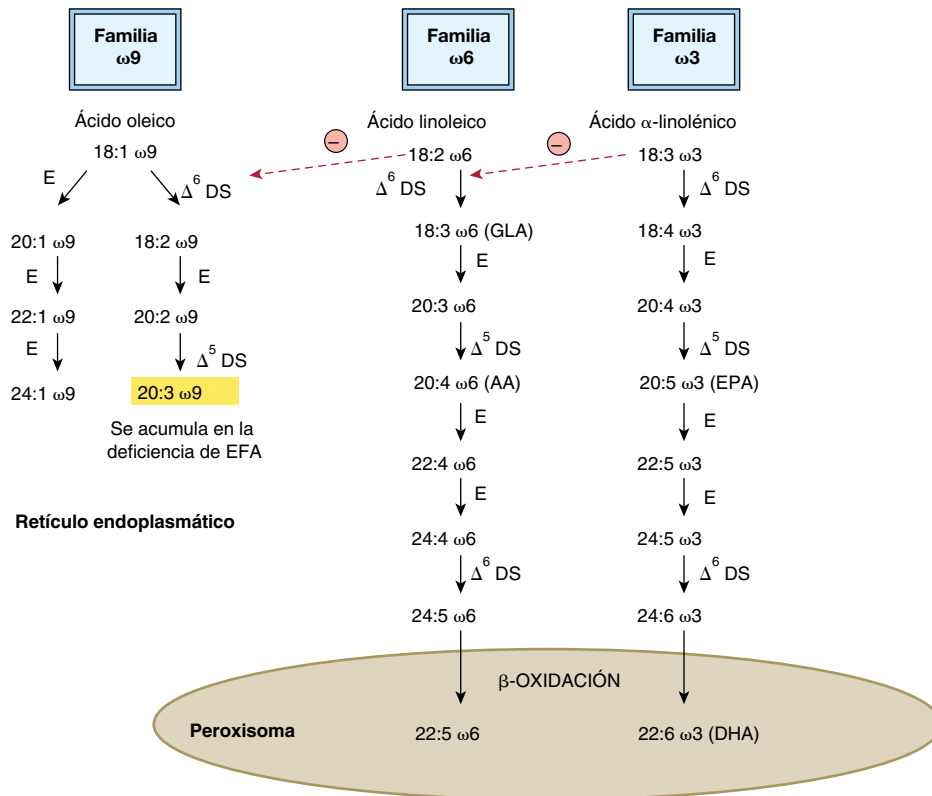 Familia
ω9
Familia
ω6
Familia
ω3
Ácido oleico
18:1 ω9
E
Δ⁶ DS
20:1 ω9
E
22:1 ω9
E
24:1 ω9
18:2 ω9
E
20:2 ω9
Δ⁵ DS
20:3 ω9
Se acumula en la
deficiencia de EFA
Retículo endoplasmático
–
Ácido linoleico
18:2 ω6
Δ⁶ DS
18:3 ω6 (GLA)
E
20:3 ω6
Δ⁵ DS
20:4 ω6 (AA)
E
22:4 ω6
E
24:4 ω6
Δ⁶ DS
24:5 ω6
–
Ácido α-linolénico
18:3 ω3
Δ⁶ DS
18:4 ω3
E
20:4 ω3
Δ⁵ DS
20:5 ω3 (EPA)
E
22:5 ω3
E
24:5 ω3
Δ⁶ DS
24:6 ω3
β-OXIDACIÓN
Peroxisoma
22:5 ω6
22:6 ω3 (DHA)